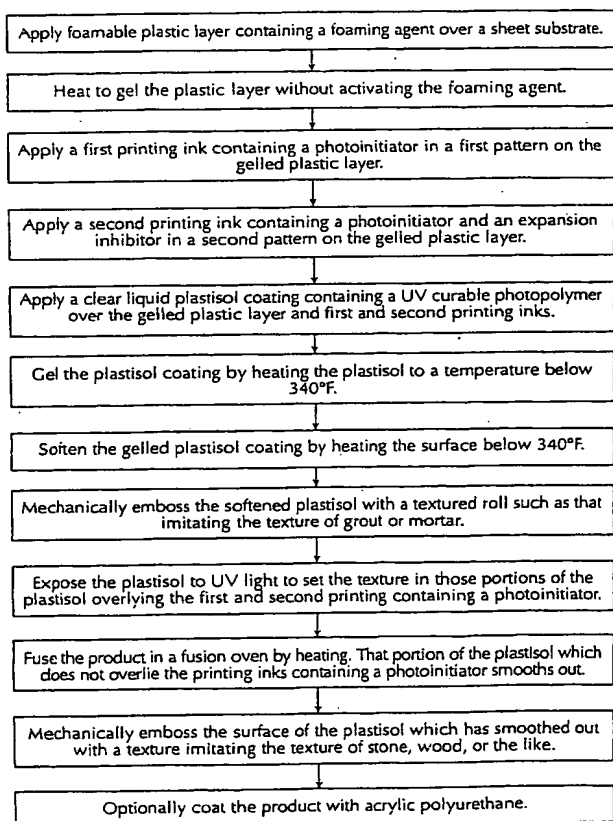 Apply foamable plastic layer containing a foaming agent over a sheet substrate.
Heat to gel the plastic layer without activating the foaming agent.
Apply a first printing ink containing a photoinitiator in a first pattern on the
gelled plastic layer.
Apply a second printing ink containing a photoinitiator and an expansion
inhibitor in a second pattern on the gelled plastic layer.
Apply a clear liquid plastisol coating containing a UV curable photopolymer
over the gelled plastic layer and first and second printing inks.
Gel the plastisol coating by heating the plastisol to a temperature below
340°F.
Soften the gelled plastisol coating by heating the surface below 340°F.
Mechanically emboss the softened plastisol with a textured roll such as that
imitating the texture of grout or mortar.
Expose the plastisol to UV light to set the texture in those portions of the
plastisol overlying the first and second printing containing a photoinitiator.
Fuse the product in a fusion oven by heating. That portion of the plastisol which
does not overlie the printing inks containing a photoinitiator smooths out.
Mechanically emboss the surface of the plastisol which has smoothed out
with a texture imitating the texture of stone, wood, or the like.
Optionally coat the product with acrylic polyurethane.